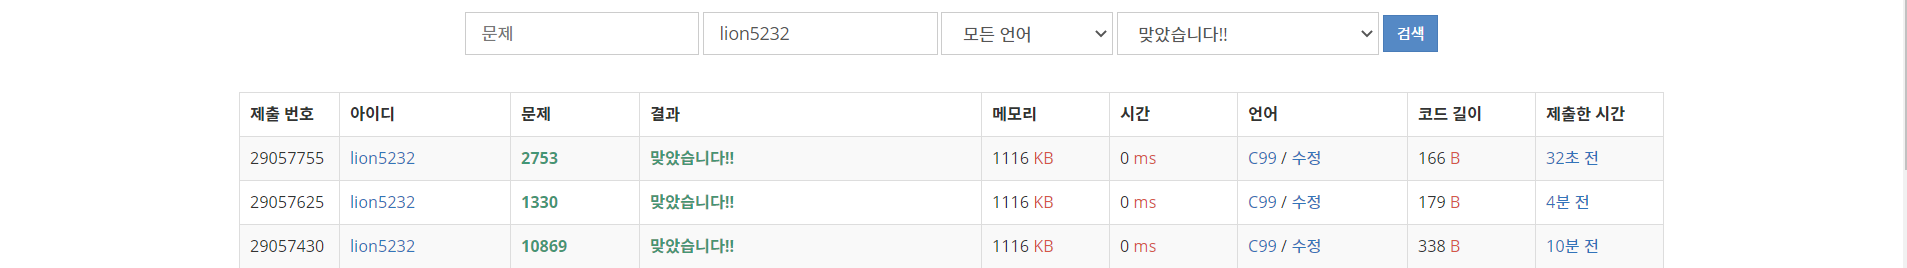 문제 lion5232 모든 언어 맞았습니다!! 검색
제출 번호 아이디 문제 결과 메모리 시간 언어 코드 길이 제출한 시간
29057755 lion5232 2753 맞았습니다!! 1116 KB 0 ms C99 / 수정 166 B 32초 전
29057625 lion5232 1330 맞았습니다!! 1116 KB 0 ms C99 / 수정 179 B 4분 전
29057430 lion5232 10869 맞았습니다!! 1116 KB 0 ms C99 / 수정 338 B 10분 전